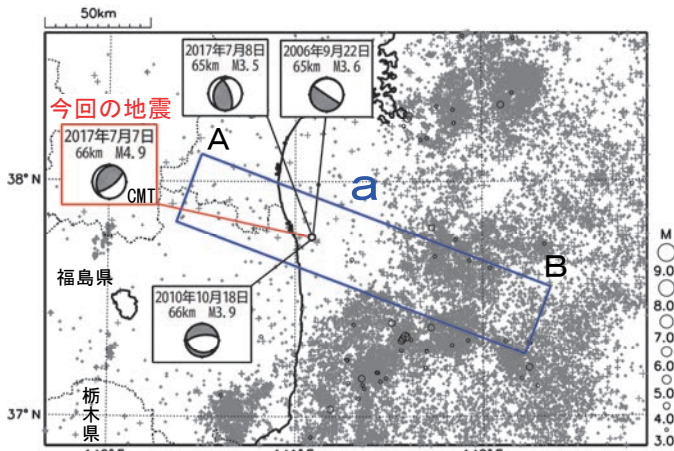 50km
2017年7月8日
65km M3.5
2006年9月22日
65km M3.6
今回の地震
2017年7月7日
66km M4.9
CMT
A
a
38°N
B
福島県
2010年10月18日
66km M3.9
M
9.0
8.0
7.0
6.0
5.0
4.0
3.0
37°N
栃木県